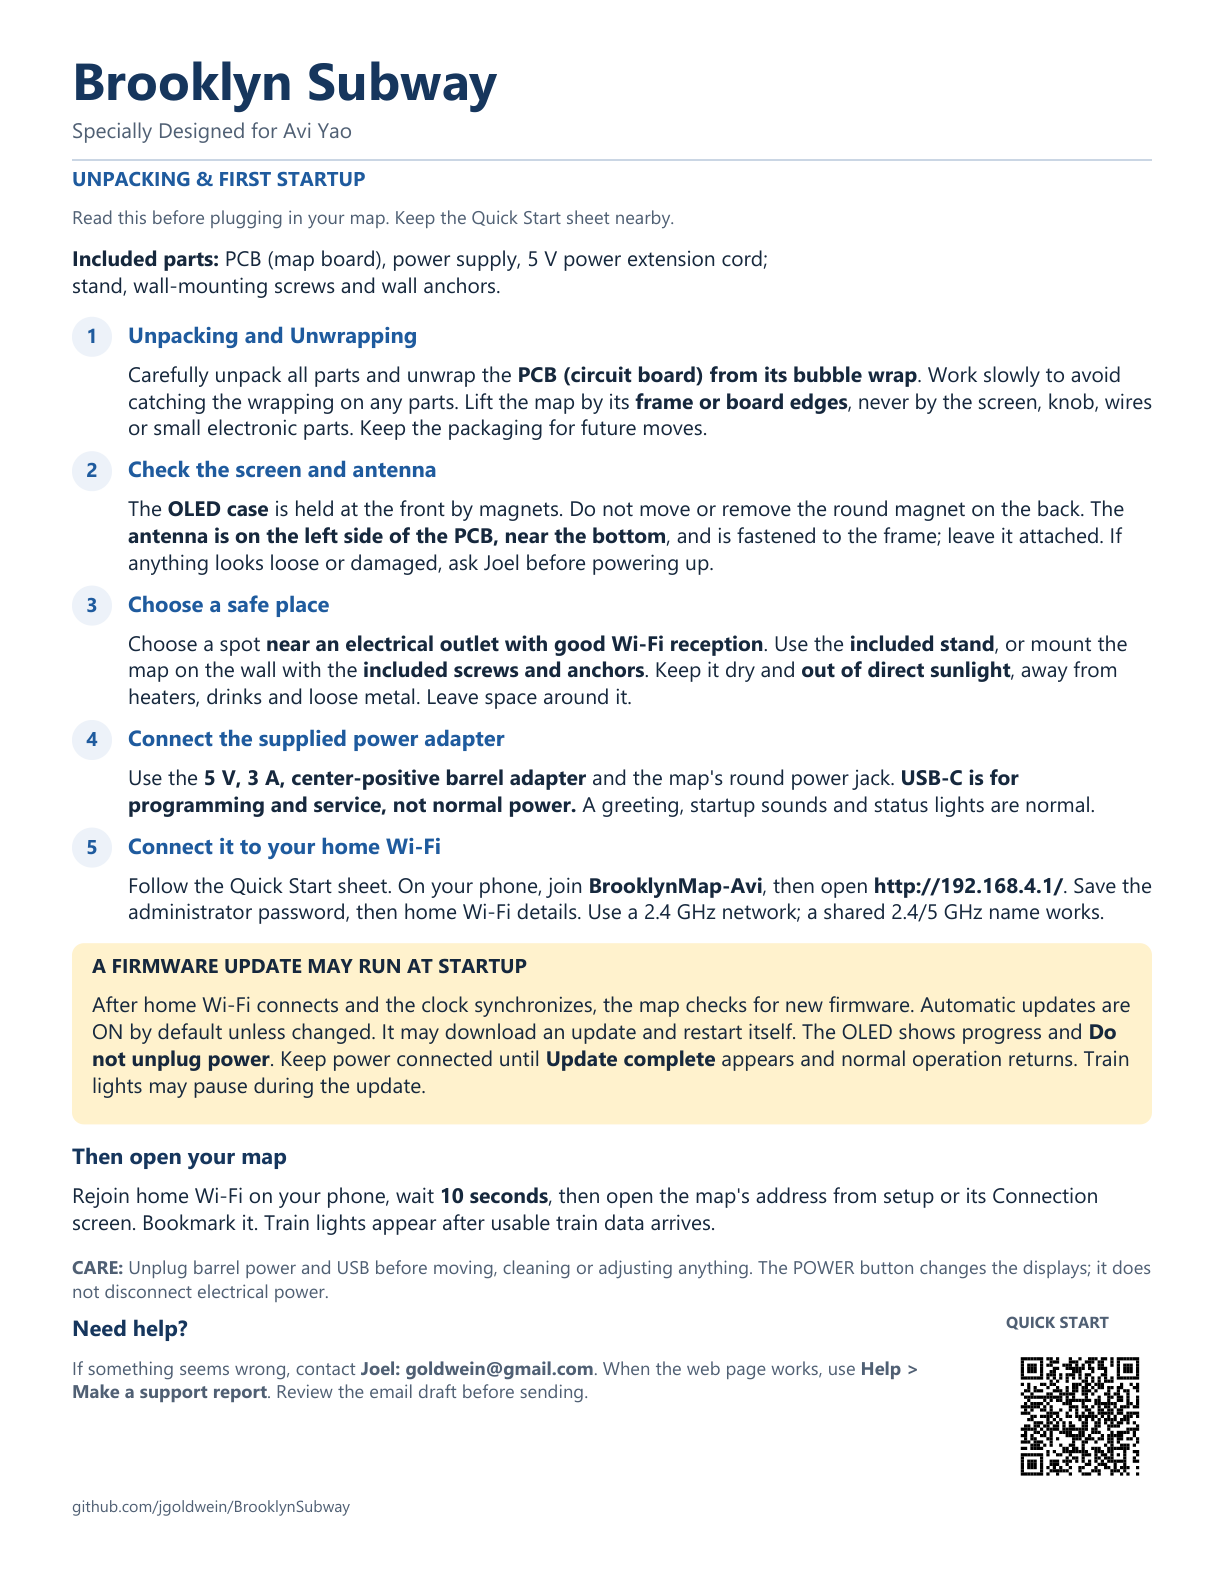 Brooklyn Subway
Specially Designed for Avi Yao
UNPACKING & FIRST STARTUP
Read this before plugging in your map. Keep the Quick Start sheet nearby.
Included parts: PCB (map board), power supply, 5 V power extension cord;
stand, wall-mounting screws and wall anchors.
1 Unpacking and Unwrapping
Carefully unpack all parts and unwrap the PCB (circuit board) from its bubble wrap. Work slowly to avoid
catching the wrapping on any parts. Lift the map by its frame or board edges, never by the screen, knob, wires
or small electronic parts. Keep the packaging for future moves.
2 Check the screen and antenna
The OLED case is held at the front by magnets. Do not move or remove the round magnet on the back. The
antenna is on the left side of the PCB, near the bottom, and is fastened to the frame; leave it attached. If
anything looks loose or damaged, ask Joel before powering up.
3 Choose a safe place
Choose a spot near an electrical outlet with good Wi-Fi reception. Use the included stand, or mount the
map on the wall with the included screws and anchors. Keep it dry and out of direct sunlight, away from
heaters, drinks and loose metal. Leave space around it.
4 Connect the supplied power adapter
Use the 5 V, 3 A, center-positive barrel adapter and the map's round power jack. USB-C is for
programming and service, not normal power. A greeting, startup sounds and status lights are normal.
5 Connect it to your home Wi-Fi
Follow the Quick Start sheet. On your phone, join BrooklynMap-Avi, then open http://192.168.4.1/. Save the
administrator password, then home Wi-Fi details. Use a 2.4 GHz network; a shared 2.4/5 GHz name works.
A FIRMWARE UPDATE MAY RUN AT STARTUP
After home Wi-Fi connects and the clock synchronizes, the map checks for new firmware. Automatic updates are
ON by default unless changed. It may download an update and restart itself. The OLED shows progress and Do
not unplug power. Keep power connected until Update complete appears and normal operation returns. Train
lights may pause during the update.
Then open your map
Rejoin home Wi-Fi on your phone, wait 10 seconds, then open the map's address from setup or its Connection
screen. Bookmark it. Train lights appear after usable train data arrives.
CARE: Unplug barrel power and USB before moving, cleaning or adjusting anything. The POWER button changes the displays; it does
not disconnect electrical power.
Need help?
If something seems wrong, contact Joel: goldwein@gmail.com. When the web page works, use Help >
Make a support report. Review the email draft before sending.
QUICK START
github.com/jgoldwein/BrooklynSubway